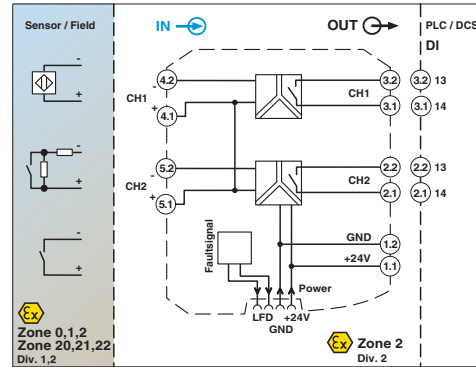 Sensor / Field
IN
OUT
PLC / DCS
DI
-
+
-
+
-
+
4.2
-
CH1
+
4.1
3.2
CH1
3.1
3.2 13
3.1 14
5.2
-
CH2
+
5.1
2.2
CH2
2.1
2.2 13
2.1 14
Faultsignal
GND
1.2
+24V
1.1
Power
LFD
+24V
GND
Ex
Zone 0,1,2
Zone 20,21,22
Div. 1,2
Ex
Zone 2
Div. 2